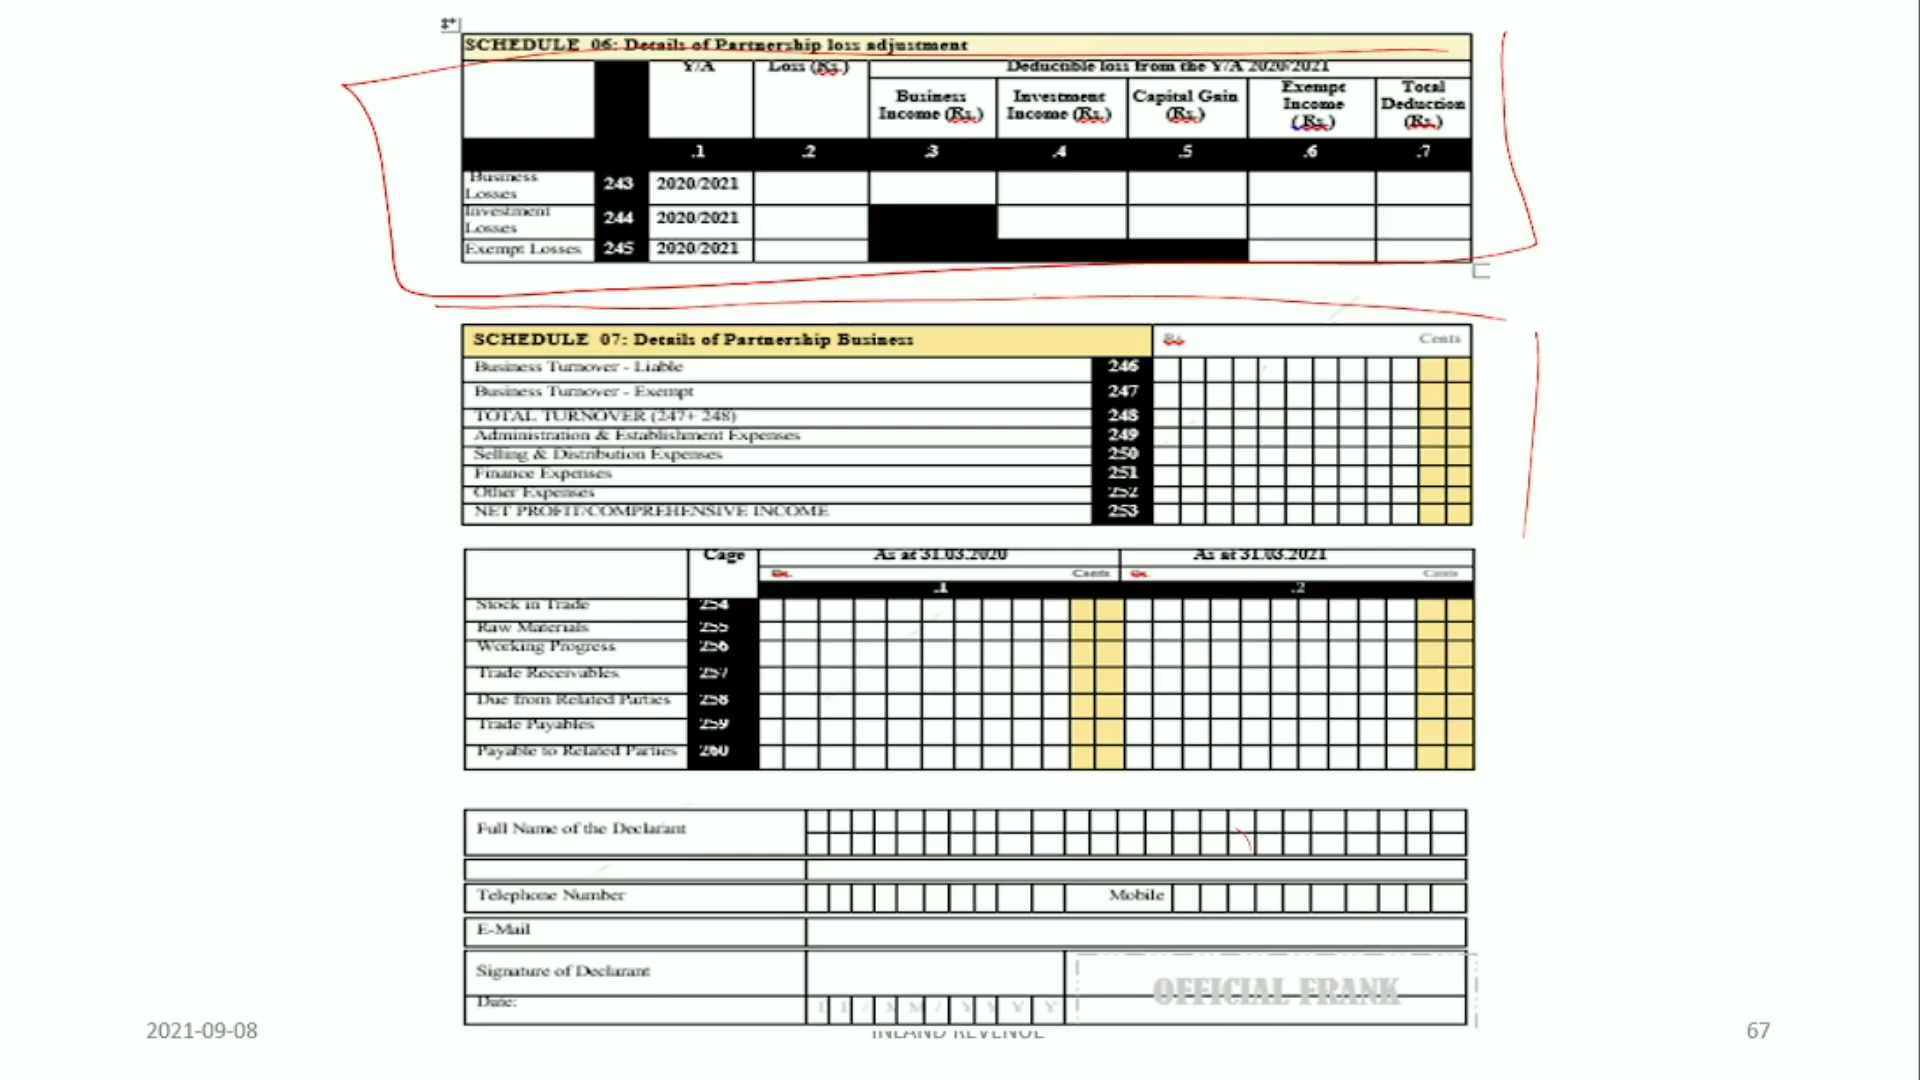 SCHEDULE 06: Details of Partnership loss adjustment
Y/A Loss (Rs.) Deductible loss from the Y/A 2020/2021
Business Income (Rs.) Investment Income (Rs.) Capital Gain (Rs.) Exempt Income (Rs.) Total Deduction (Rs.)
.1 .2 .3 .4 .5 .6 .7
Business Losses 243 2020/2021
Investment Losses 244 2020/2021
Exempt Losses 245 2020/2021
SCHEDULE 07: Details of Partnership Business Rs. Cents
Business Turnover - Liable 246
Business Turnover - Exempt 247
TOTAL TURNOVER (247+ 248) 248
Administration & Establishment Expenses 249
Selling & Distribution Expenses 250
Finance Expenses 251
Other Expenses 252
NET PROFIT/COMPREHENSIVE INCOME 253
Cage As at 31.03.2020 As at 31.03.2021
Rs. Cents Rs. Cents
.1 .2
Stock in Trade 254
Raw Materials 255
Working Progress 256
Trade Receivables 257
Due from Related Parties 258
Trade Payables 259
Payable to Related Parties 260
Full Name of the Declarant
Telephone Number Mobile
E-Mail
Signature of Declarant
OFFICIAL FRANK
Date:
2021-09-08 INLAND REVENUE 67